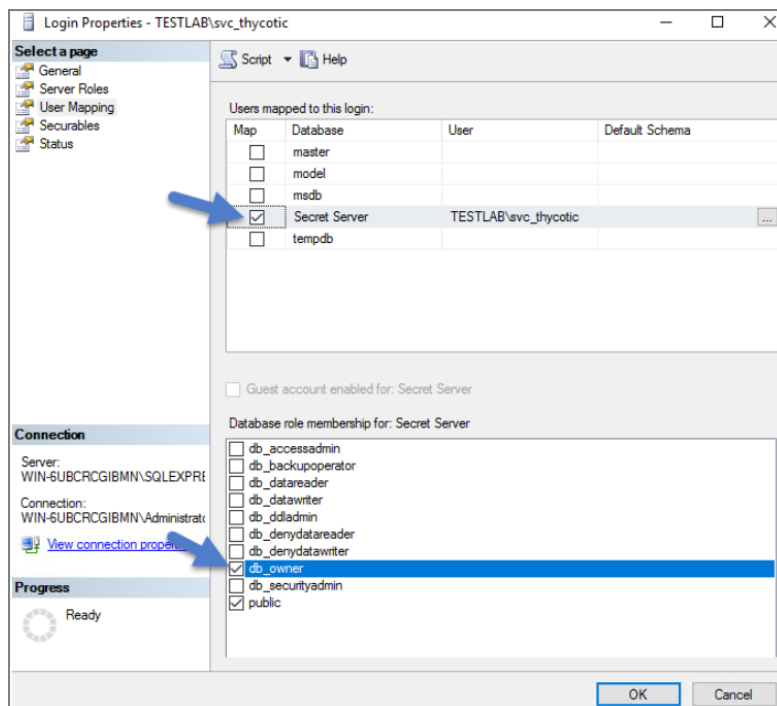 Login Properties - TESTLAB\svc_thycotic
Select a page
General
Server Roles
User Mapping
Securables
Status
Script
Help
Users mapped to this login:
Map Database User Default Schema
master
model
msdb
Secret Server TESTLAB\svc_thycotic ...
tempdb
Guest account enabled for: Secret Server
Database role membership for: Secret Server
db_accessadmin
db_backupoperator
db_datareader
db_datawriter
db_ddladmin
db_denydatareader
db_denydatawriter
db_owner
db_securityadmin
public
Connection
Server:
WIN-6UBCRCGIBMN\SQLEXPRE
Connection:
WIN-6UBCRCGIBMN\Administrat
View connection
Progress
Ready
OK Cancel